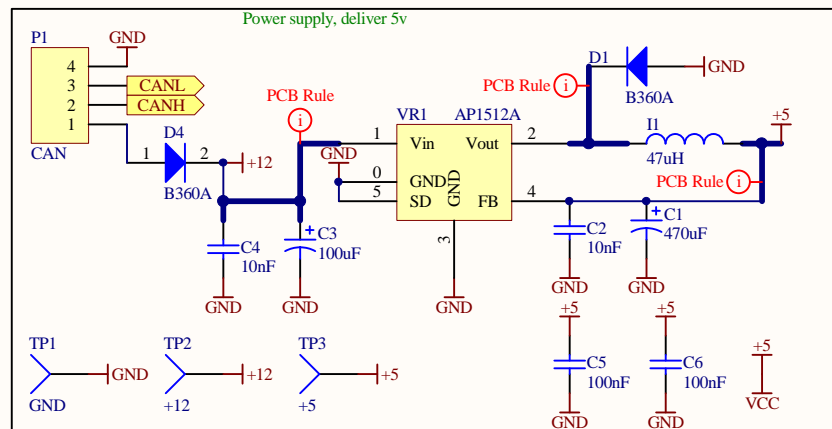 Power supply, deliver 5v
P1
GND
4
3
CANL
2
CANH
1
CAN
D4
1
2
+12
B360A
PCB Rule
i
VR1
AP1512A
1
Vin
Vout
2
GND
0
GND
5
SD
GND
FB
4
3
GND
PCB Rule
i
D1
GND
B360A
I1
47uH
+5
PCB Rule
i
C4
10nF
GND
+
C3
100uF
GND
C2
10nF
GND
+
C1
470uF
GND
TP1
GND
GND
TP2
+12
+12
TP3
+5
+5
+5
C5
100nF
GND
+5
C6
100nF
GND
+5
VCC